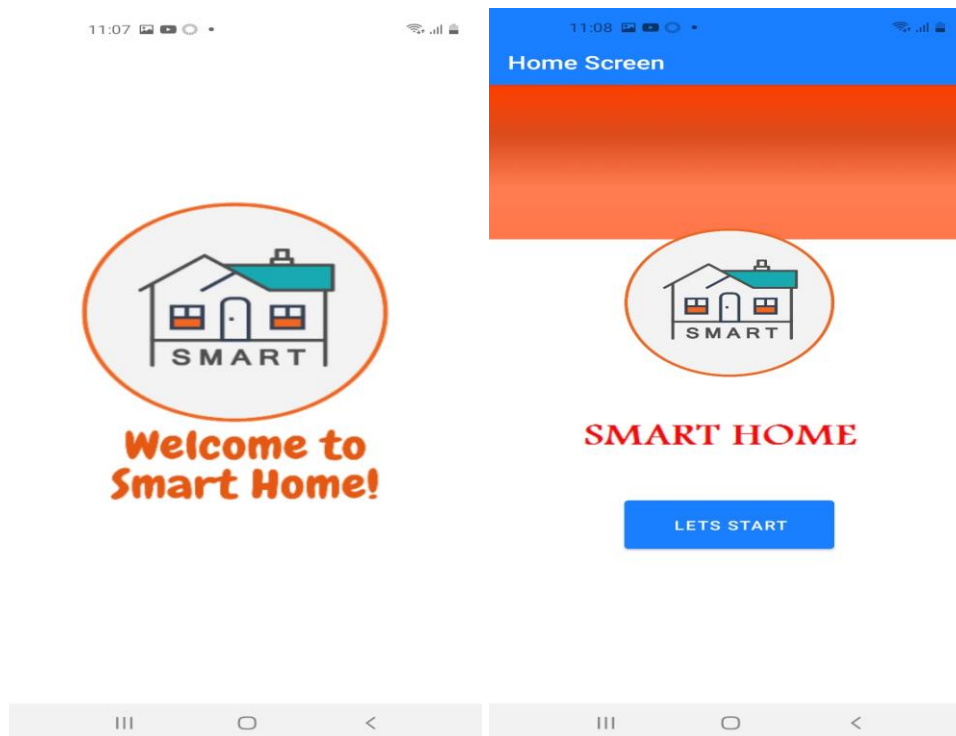 11:07
SMART
Welcome to
Smart Home!
11:08
Home Screen
SMART
SMART HOME
LETS START